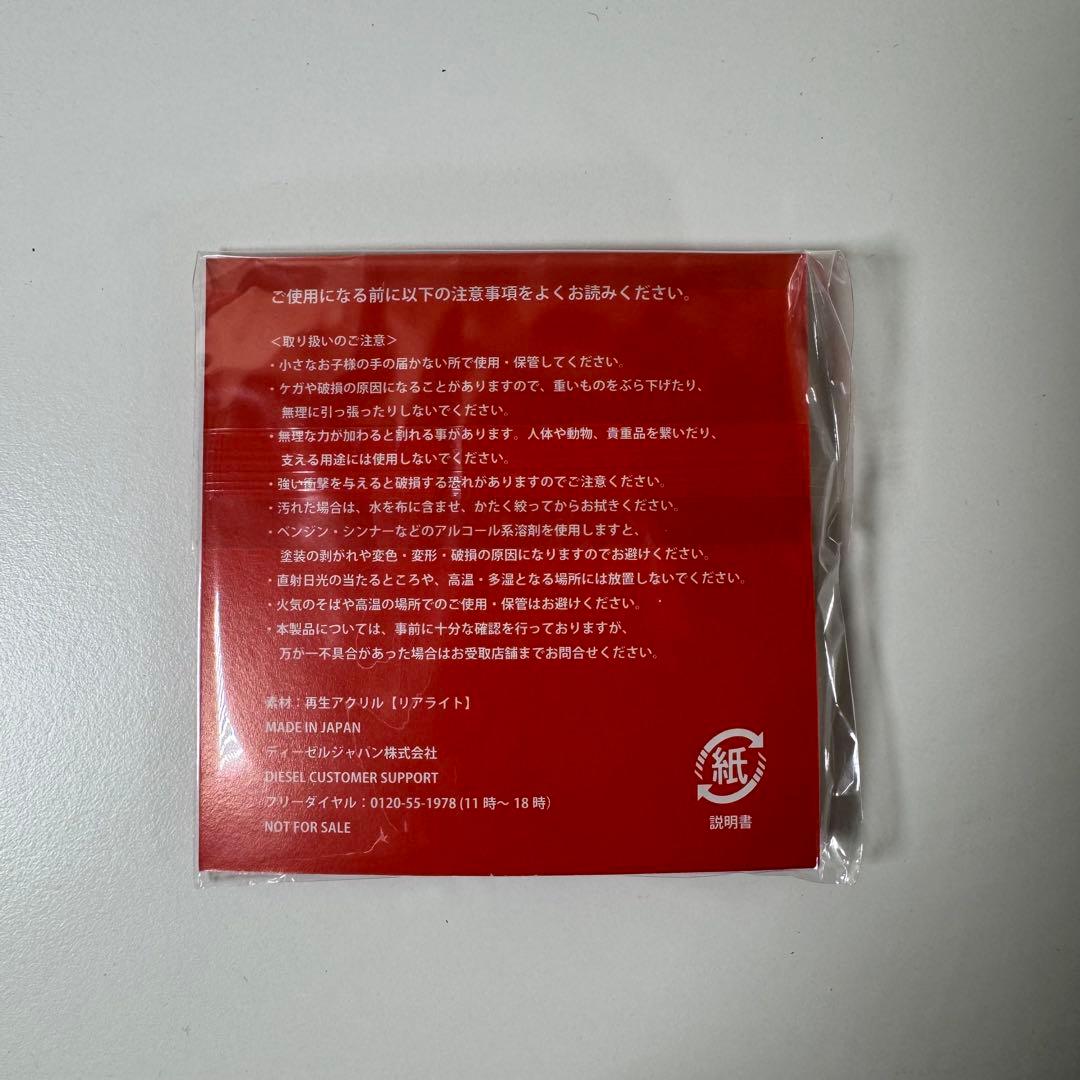 ご使用になる前に以下の注意事項をよくお読みください。
＜取り扱いのご注意＞
・小さなお子様の手の届かない所で使用・保管してください。
・ケガや破損の原因になることがありますので、重いものをぶら下げたり、
無理に引っ張ったりしないでください。
・無理な力が加わると割れる事があります。人体や動物、貴重品を繋いだり、
支える用途には使用しないでください。
・強い衝撃を与えると破損する恐れがありますのでご注意ください。
・汚れた場合は、水を布に含ませ、かたく絞ってからお拭きください。
・ベンジン・シンナーなどのアルコール系溶剤を使用しますと、
塗装の剥がれや変色・変形・破損の原因になりますのでお避けください。
・直射日光の当たるところや、高温・多湿となる場所には放置しないでください。
・火気のそばや高温の場所でのご使用・保管はお避けください。
・本製品については、事前に十分な確認を行っておりますが、
万が一不具合があった場合はお受取店舗までお問合せください。
素材：再生アクリル【リアライト】
MADE IN JAPAN
ディーゼルジャパン株式会社
DIESEL CUSTOMER SUPPORT
フリーダイヤル：0120-55-1978 (11 時〜 18 時）
NOT FOR SALE
紙
説明書